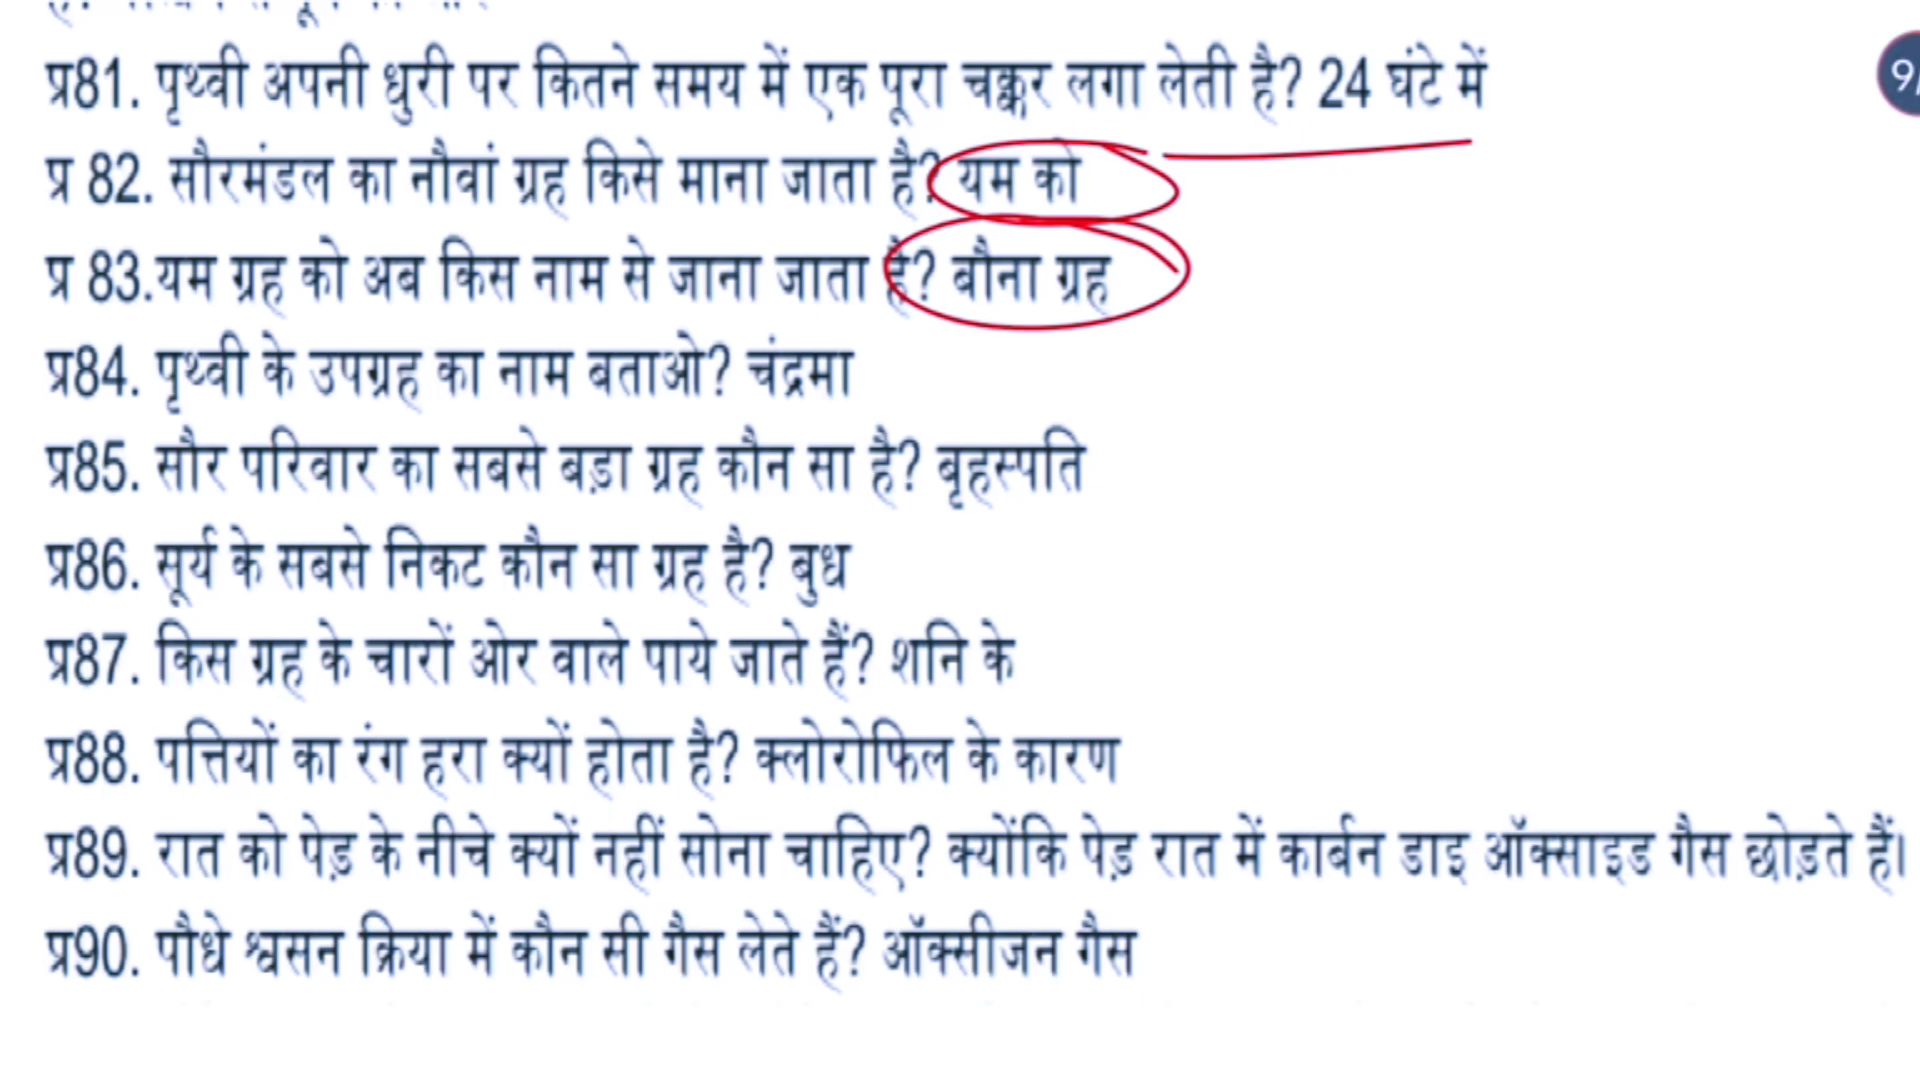 प्र81. पृथ्वी अपनी धुरी पर कितने समय में एक पूरा चक्कर लगा लेती है? 24 घंटे में
प्र 82. सौरमंडल का नौवां ग्रह किसे माना जाता है? यम को
प्र 83.यम ग्रह को अब किस नाम से जाना जाता है? बौना ग्रह
प्र84. पृथ्वी के उपग्रह का नाम बताओ? चंद्रमा
प्र85. सौर परिवार का सबसे बड़ा ग्रह कौन सा है? बृहस्पति
प्र86. सूर्य के सबसे निकट कौन सा ग्रह है? बुध
प्र87. किस ग्रह के चारों ओर वाले पाये जाते हैं? शनि के
प्र88. पत्तियों का रंग हरा क्यों होता है? क्लोरोफिल के कारण
प्र89. रात को पेड़ के नीचे क्यों नहीं सोना चाहिए? क्योंकि पेड़ रात में कार्बन डाइ ऑक्साइड गैस छोड़ते हैं।
प्र90. पौधे श्वसन क्रिया में कौन सी गैस लेते हैं? ऑक्सीजन गैस